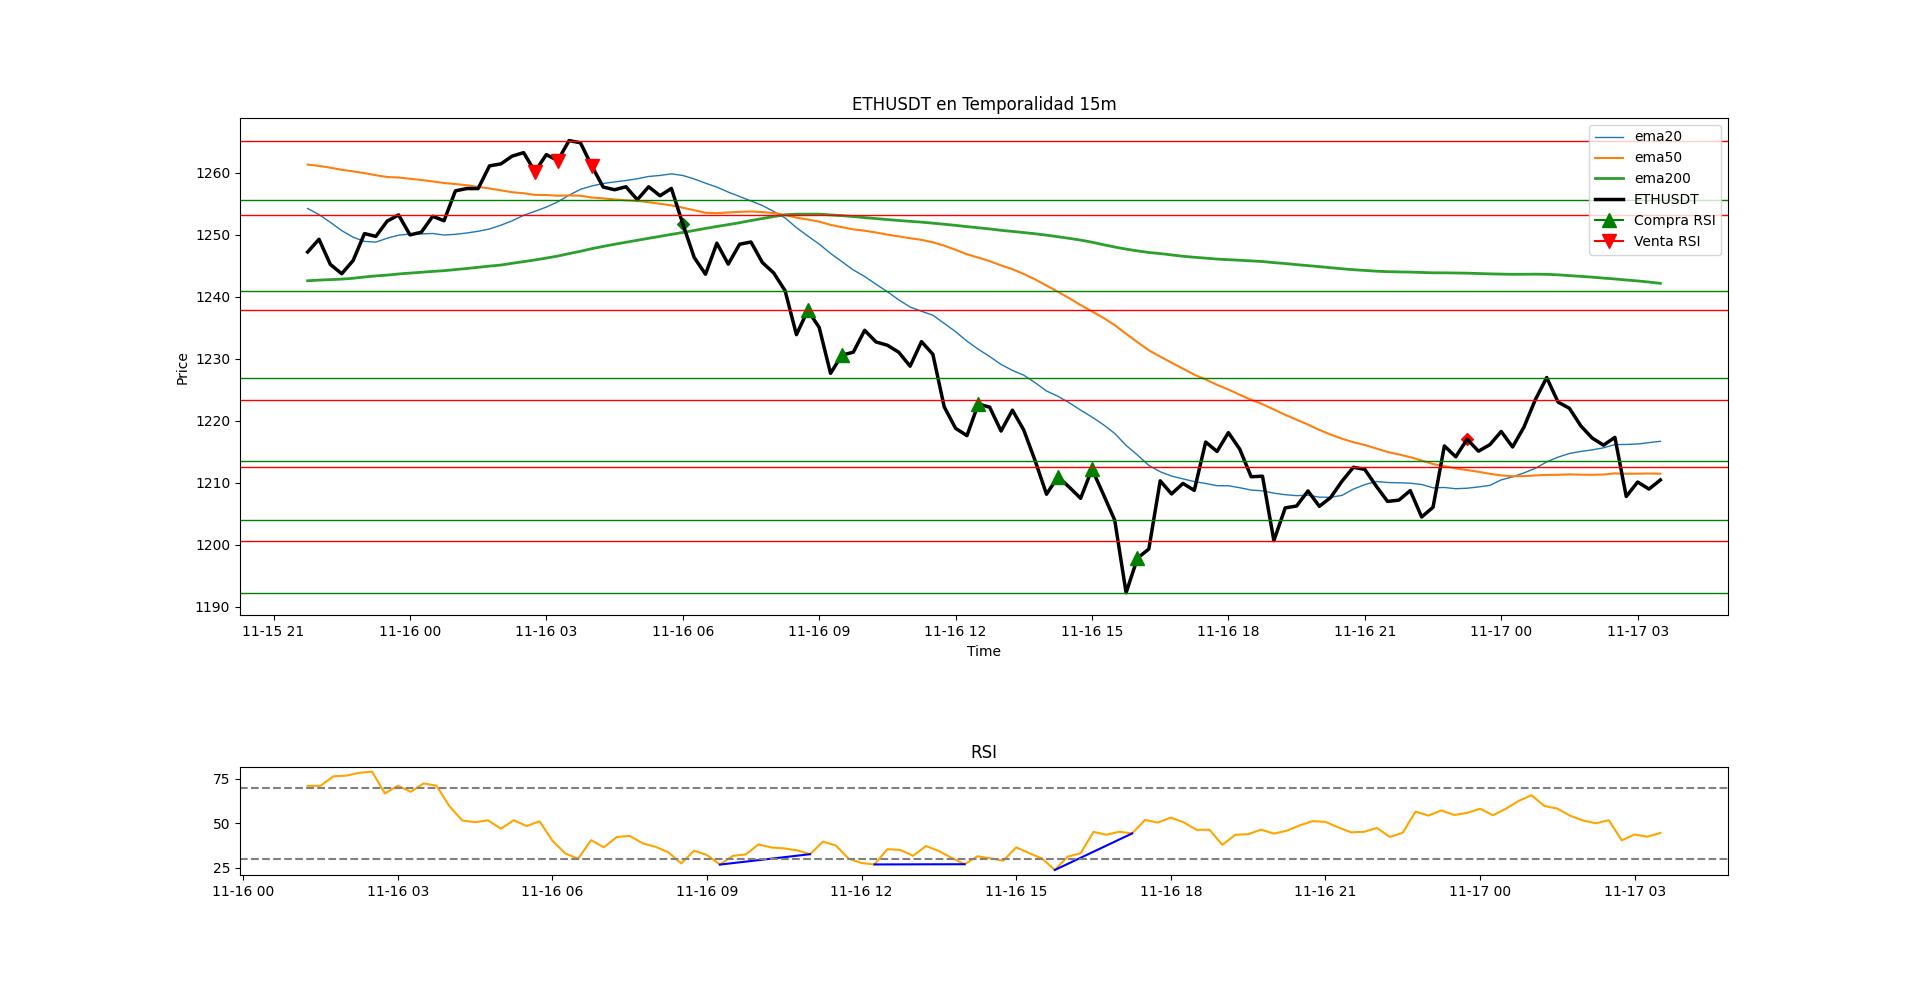 ETHUSDT en Temporalidad 15m
ema20
ema50
ema200
ETHUSDT
Compra RSI
Venta RSI
Price
1260
1250
1240
1230
1220
1210
1200
1190
11-15 21 11-16 00 11-16 03 11-16 06 11-16 09 11-16 12 11-16 15 11-16 18 11-16 21 11-17 00 11-17 03
Time
RSI
75
50
25
11-16 00 11-16 03 11-16 06 11-16 09 11-16 12 11-16 15 11-16 18 11-16 21 11-17 00 11-17 03